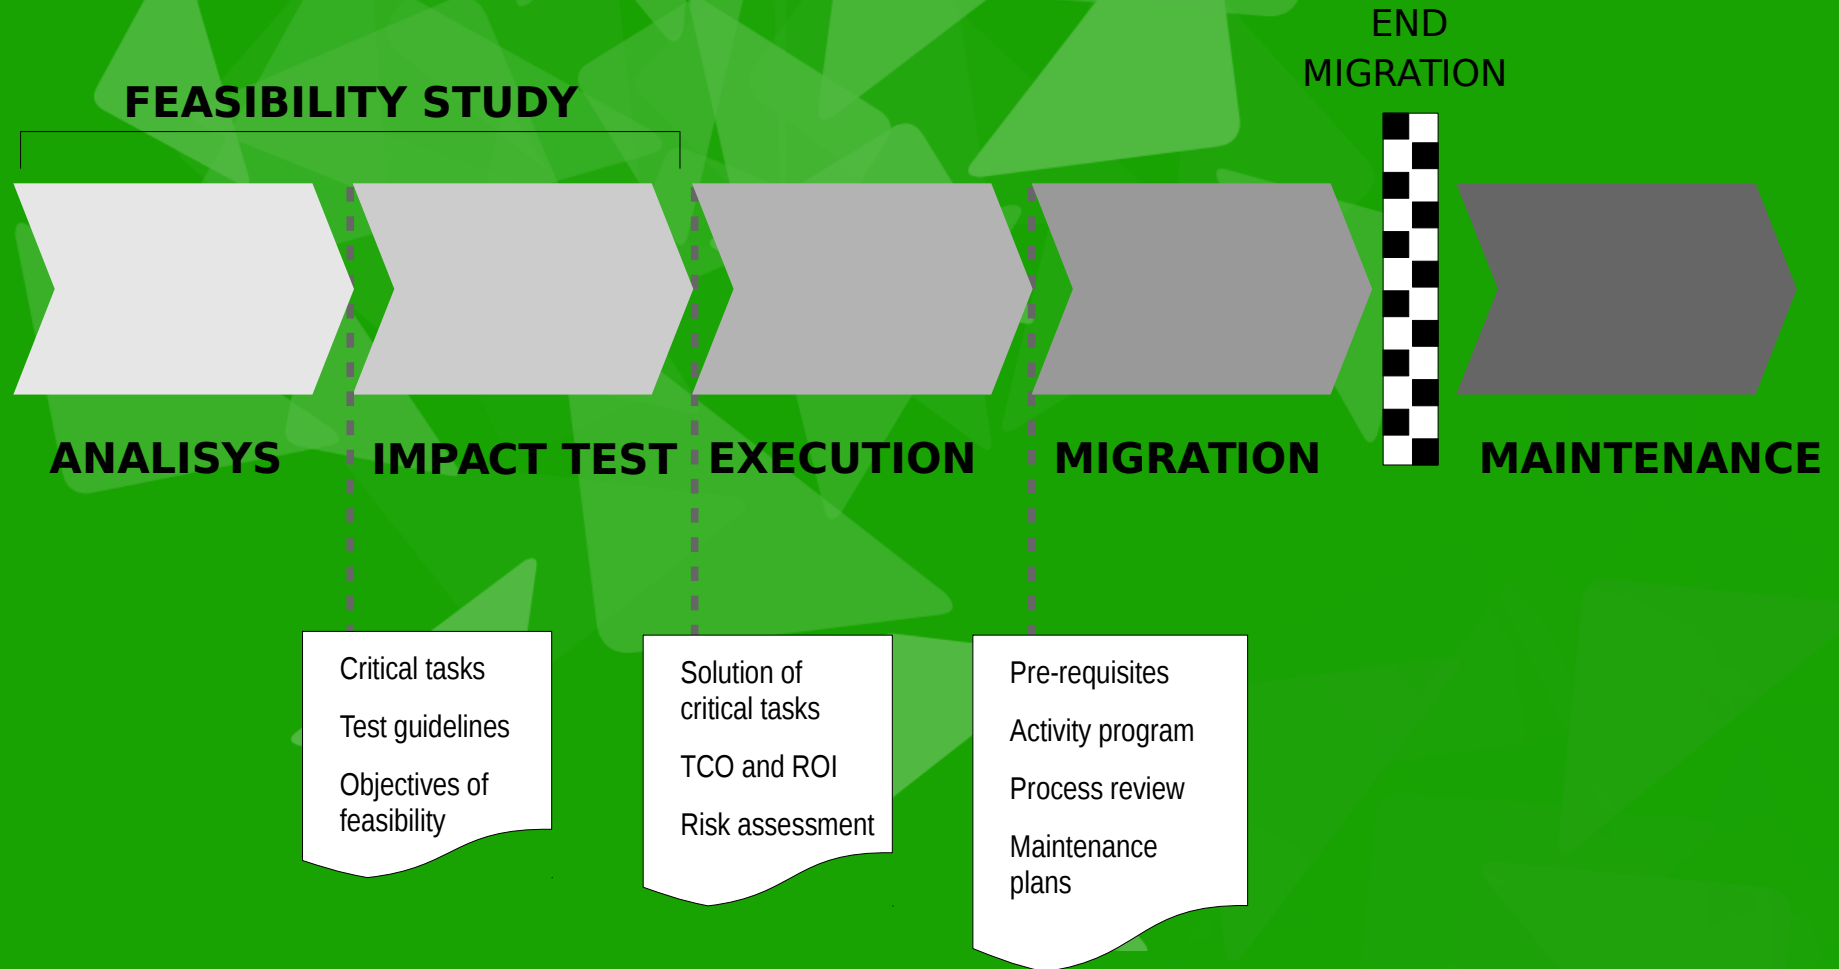 END
MIGRATION
FEASIBILITY STUDY
ANALISYS
IMPACT TEST
EXECUTION
MIGRATION
MAINTENANCE
Critical tasks
Test guidelines
Objectives of
feasibility
Solution of
critical tasks
TCO and ROI
Risk assessment
Pre-requisites
Activity program
Process review
Maintenance
plans